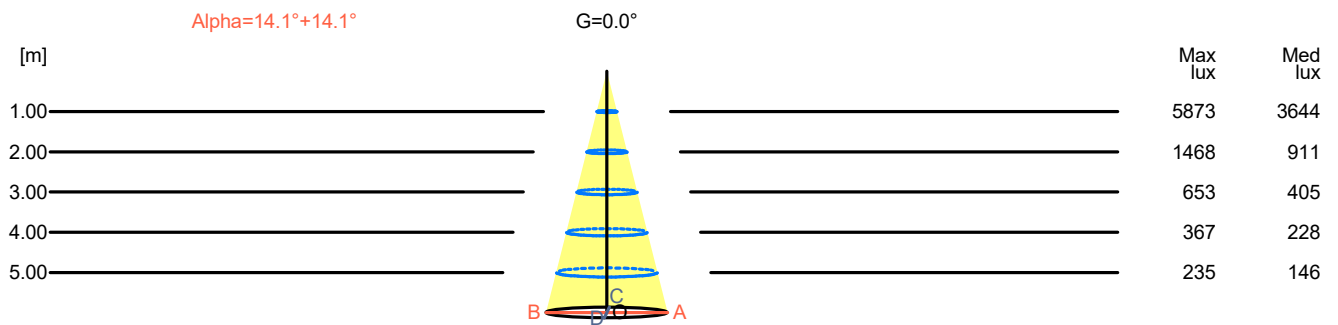 Alpha=14.1°+14.1° G=0.0°
[m] Max lux Med lux
1.00 5873 3644
2.00 1468 911
3.00 653 405
4.00 367 228
5.00 235 146
C
B D O A